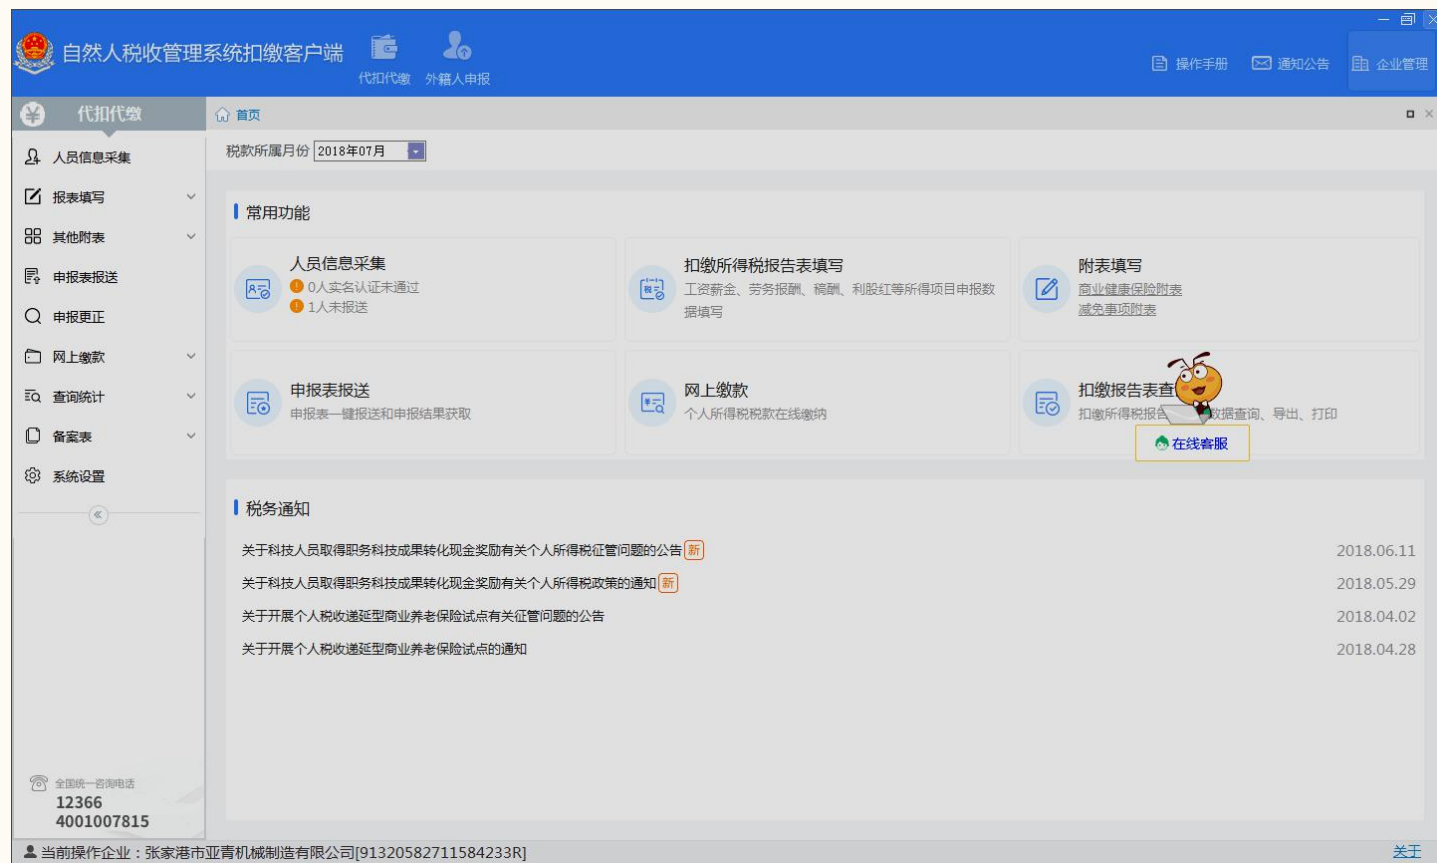 自然人税收管理系统扣缴客户端
代扣代缴
外籍人申报
操作手册
通知公告
企业管理
代扣代缴
首页
人员信息采集
报表填写
其他附表
申报表报送
申报更正
网上缴款
查询统计
备案表
系统设置
全国统一咨询电话
12366
4001007815
税款所属月份 2018年07月
常用功能
人员信息采集
0人实名认证未通过
1人未报送
扣缴所得税报告表填写
工资薪金、劳务报酬、稿酬、利股红等所得项目申报数
据填写
附表填写
商业健康保险附表
减免事项附表
申报表报送
申报表一键报送和申报结果获取
网上缴款
个人所得税税款在线缴纳
扣缴报告表查
扣缴所得税报告 数据查询、导出、打印
在线客服
税务通知
关于科技人员取得职务科技成果转化现金奖励有关个人所得税征管问题的公告 新 2018.06.11
关于科技人员取得职务科技成果转化现金奖励有关个人所得税政策的通知 新 2018.05.29
关于开展个人税收递延型商业养老保险试点有关征管问题的公告 2018.04.02
关于开展个人税收递延型商业养老保险试点的通知 2018.04.28
当前操作企业：张家港市亚青机械制造有限公司[91320582711584233R]
关于